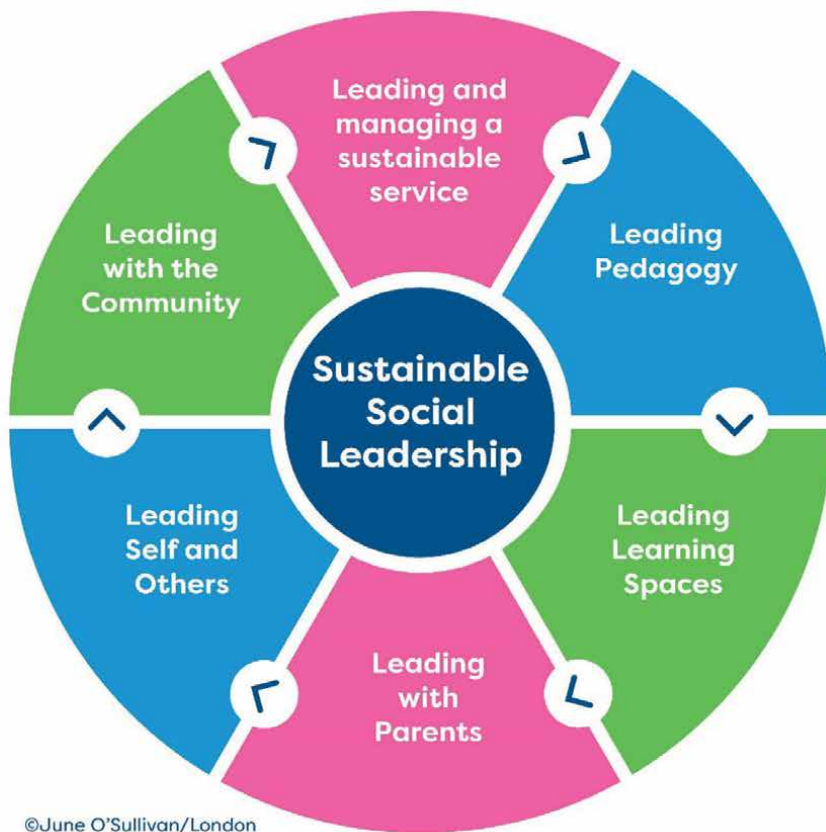 Leading and
managing a
sustainable
service
Leading
Pedagogy
Leading
Learning
Spaces
Leading
with
Parents
Leading
Self and
Others
Leading
with the
Community
Sustainable
Social
Leadership
©June O'Sullivan/London